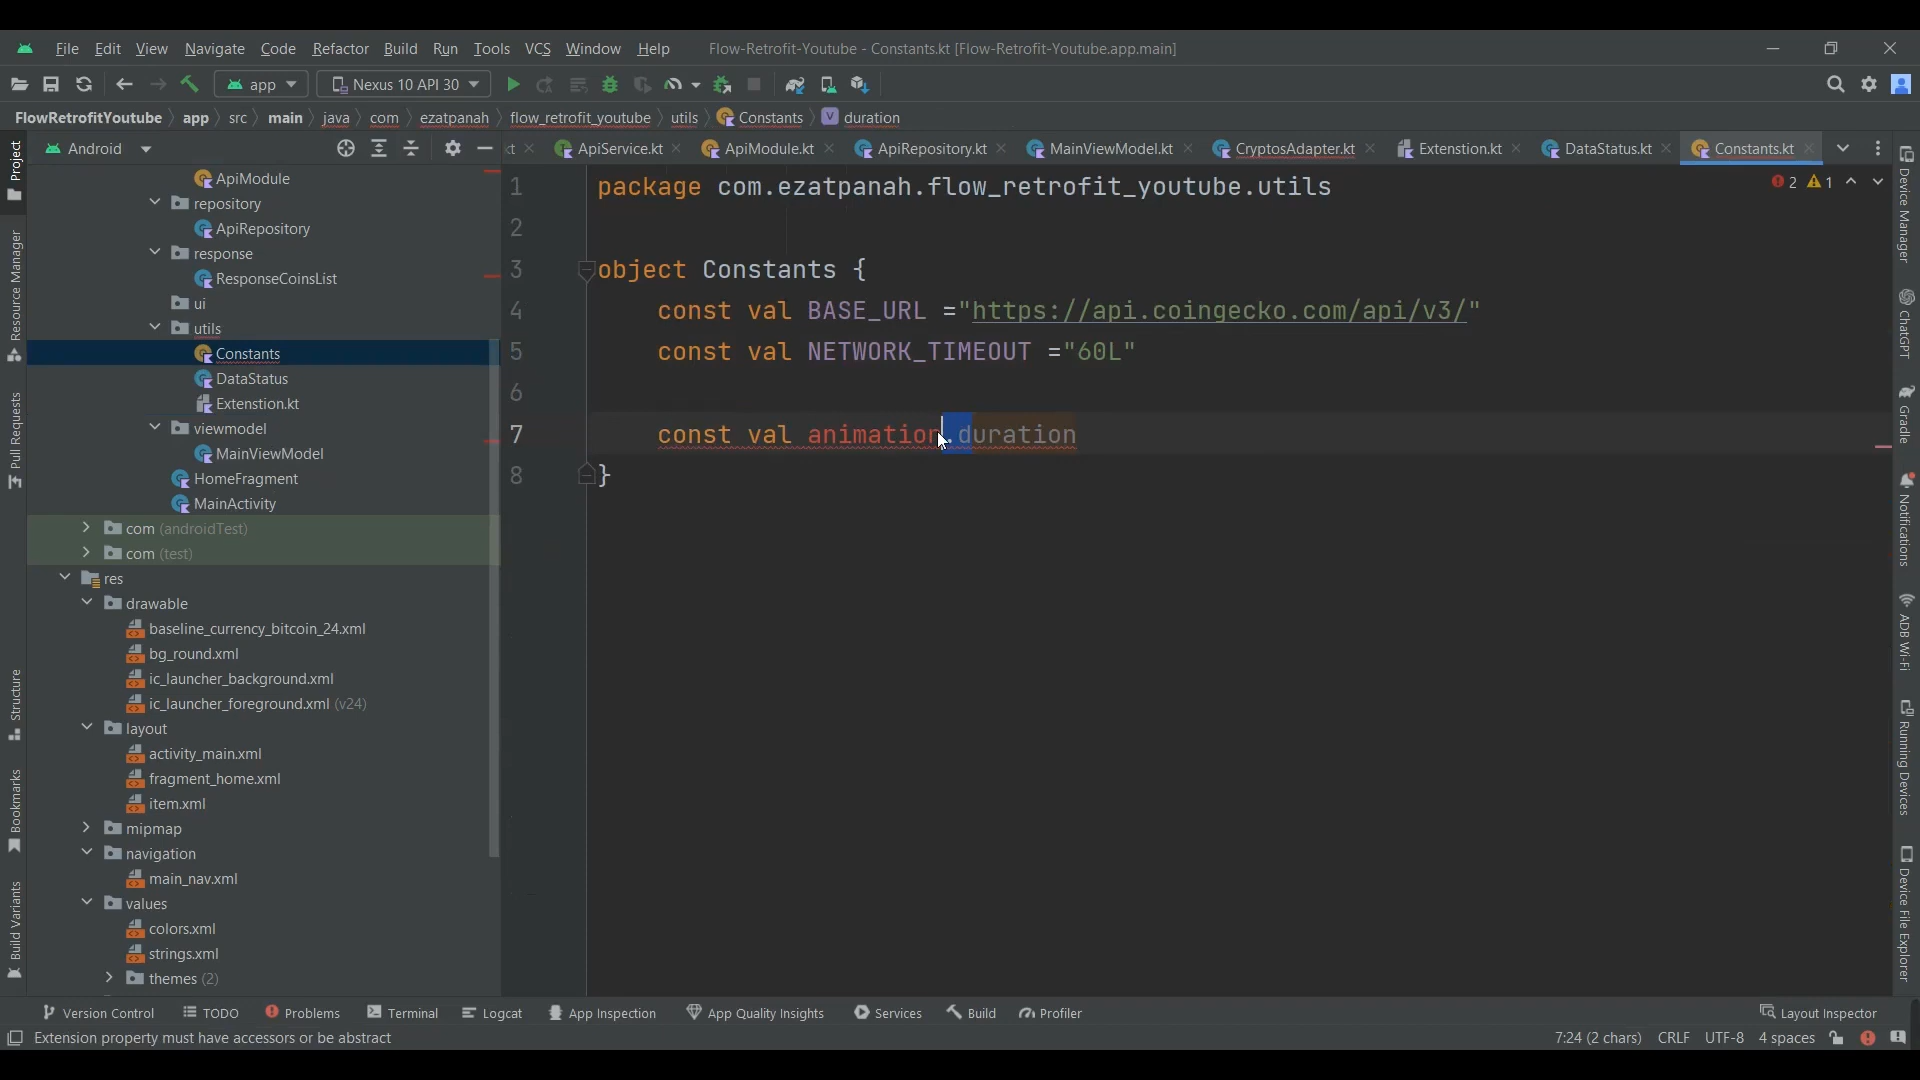 File Edit View Navigate Code Refactor Build Run Tools VCS Window Help Flow-Retrofit-Youtube - Constants.kt [Flow-Retrofit-Youtube.app.main]
app Nexus 10 API 30
FlowRetrofitYoutube app src main java com ezatpanah flow_retrofit_youtube utils Constants duration
Android kt ApiService.kt ApiModule.kt ApiRepository.kt MainViewModel.kt CryptosAdapter.kt Extenstion.kt DataStatus.kt Constants.kt
Project
Resource Manager
Pull Requests
Structure
Bookmarks
Build Variants
ApiModule
repository
ApiRepository
response
ResponseCoinsList
ui
utils
Constants
DataStatus
Extenstion.kt
viewmodel
MainViewModel
HomeFragment
MainActivity
com (androidTest)
com (test)
res
drawable
baseline_currency_bitcoin_24.xml
bg_round.xml
ic_launcher_background.xml
ic_launcher_foreground.xml (v24)
layout
activity_main.xml
fragment_home.xml
item.xml
mipmap
navigation
main_nav.xml
values
colors.xml
strings.xml
themes (2)
1 package com.ezatpanah.flow_retrofit_youtube.utils
2
3 object Constants {
4 const val BASE_URL ="https://api.coingecko.com/api/v3/"
5 const val NETWORK_TIMEOUT ="60L"
6
7 const val animation.duration
8 }
2 1
Device Manager
ChatGPT
Gradle
Notifications
ADB Wi-Fi
Running Devices
Device File Explorer
Version Control TODO Problems Terminal Logcat App Inspection App Quality Insights Services Build Profiler Layout Inspector
Extension property must have accessors or be abstract 7:24 (2 chars) CRLF UTF-8 4 spaces